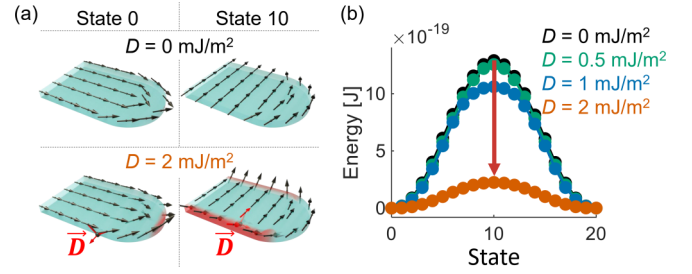 (a)
State 0
State 10
D = 0 mJ/m²
D = 2 mJ/m²
D
D
(b)
×10⁻¹⁹
D = 0 mJ/m²
D = 0.5 mJ/m²
D = 1 mJ/m²
D = 2 mJ/m²
10
5
0
Energy [J]
0
10
20
State